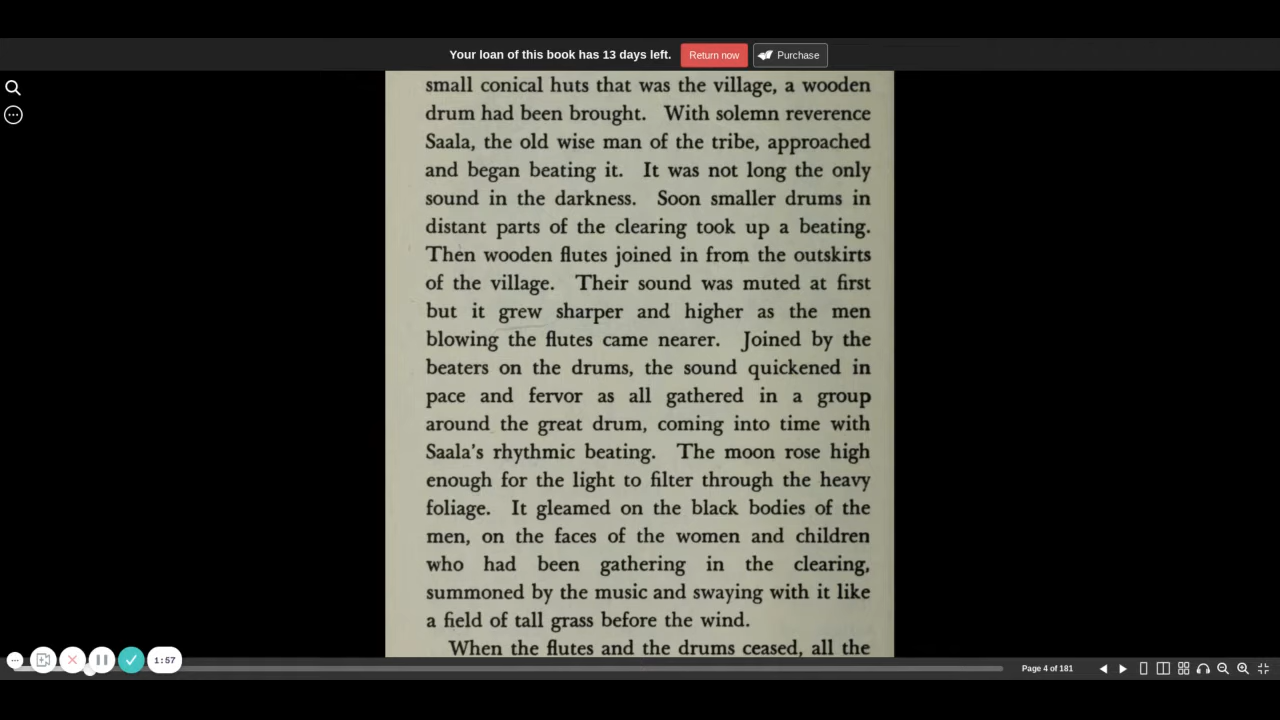 Your loan of this book has 13 days left. Return now Purchase
small conical huts that was the village, a wooden
drum had been brought. With solemn reverence
Saala, the old wise man of the tribe, approached
and began beating it. It was not long the only
sound in the darkness. Soon smaller drums in
distant parts of the clearing took up a beating.
Then wooden flutes joined in from the outskirts
of the village. Their sound was muted at first
but it grew sharper and higher as the men
blowing the flutes came nearer. Joined by the
beaters on the drums, the sound quickened in
pace and fervor as all gathered in a group
around the great drum, coming into time with
Saala's rhythmic beating. The moon rose high
enough for the light to filter through the heavy
foliage. It gleamed on the black bodies of the
men, on the faces of the women and children
who had been gathering in the clearing,
summoned by the music and swaying with it like
a field of tall grass before the wind.
When the flutes and the drums ceased, all the
1:57
Page 4 of 181